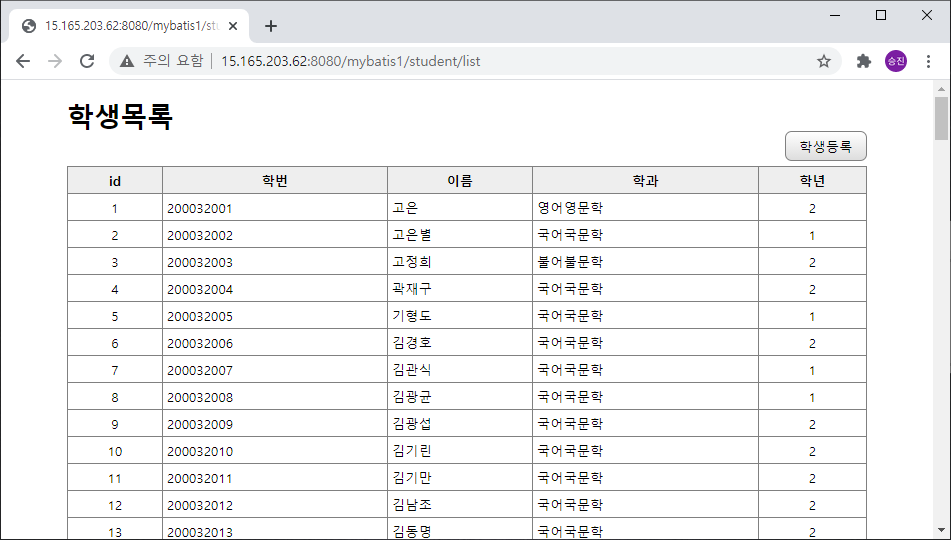 15.165.203.62:8080/mybatis1/stu
주의 요함 15.165.203.62:8080/mybatis1/student/list
승진
학생목록
학생등록
id 학번 이름 학과 학년
1 200032001 고은 영어영문학 2
2 200032002 고은별 국어국문학 1
3 200032003 고정희 불어불문학 2
4 200032004 곽재구 국어국문학 2
5 200032005 기형도 국어국문학 1
6 200032006 김경호 국어국문학 2
7 200032007 김관식 국어국문학 1
8 200032008 김광균 국어국문학 1
9 200032009 김광섭 국어국문학 2
10 200032010 김기린 국어국문학 2
11 200032011 김기만 국어국문학 2
12 200032012 김남조 국어국문학 2
13 200032013 김동명 국어국문학 2